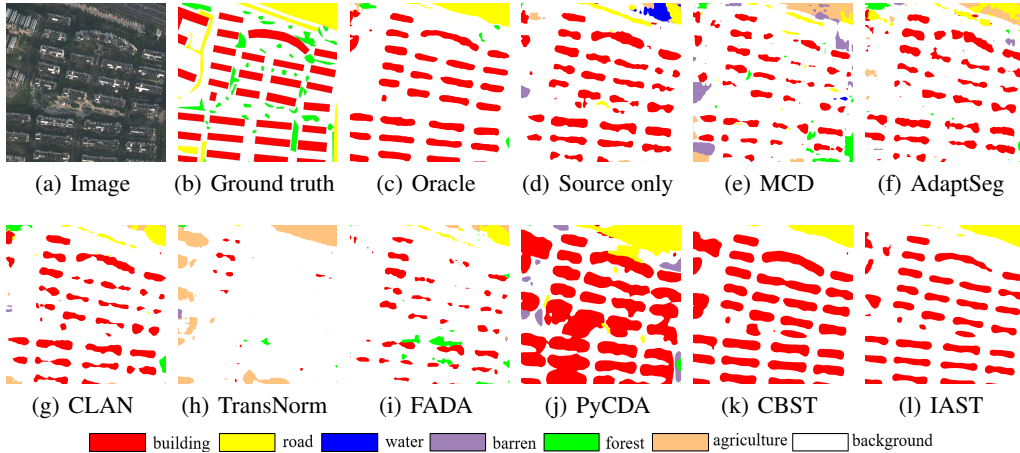 (a) Image (b) Ground truth (c) Oracle (d) Source only (e) MCD (f) AdaptSeg
(g) CLAN (h) TransNorm (i) FADA (j) PyCDA (k) CBST (l) IAST
building road water barren forest agriculture background